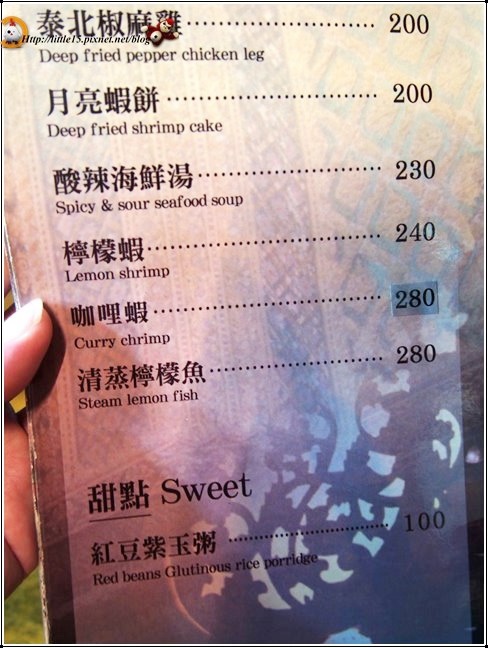 泰北椒麻雞 200
Deep fried pepper chicken leg
http://little15.pixnet.net/blog
月亮蝦餅 200
Deep fried shrimp cake
酸辣海鮮湯 230
Spicy & sour seafood soup
檸檬蝦 240
Lemon shrimp
咖哩蝦 280
Curry chrimp
清蒸檸檬魚 280
Steam lemon fish
甜點 Sweet
紅豆紫玉粥 100
Red beans Glutinous rice porridge